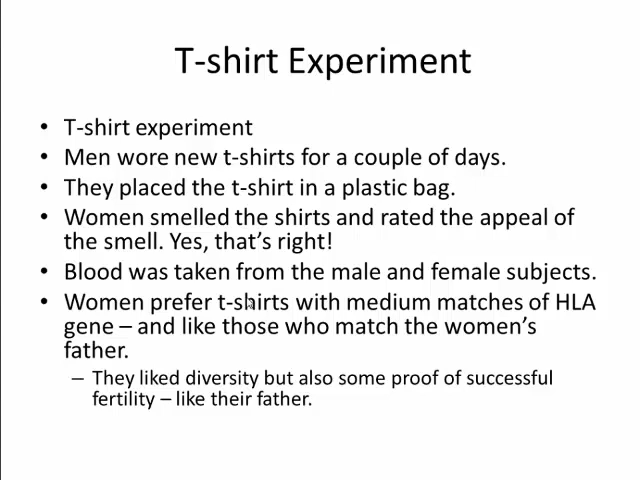 T-shirt Experiment
• T-shirt experiment
• Men wore new t-shirts for a couple of days.
• They placed the t-shirt in a plastic bag.
• Women smelled the shirts and rated the appeal of
the smell. Yes, that's right!
• Blood was taken from the male and female subjects.
• Women prefer t-shirts with medium matches of HLA
gene – and like those who match the women's
father.
– They liked diversity but also some proof of successful
fertility – like their father.